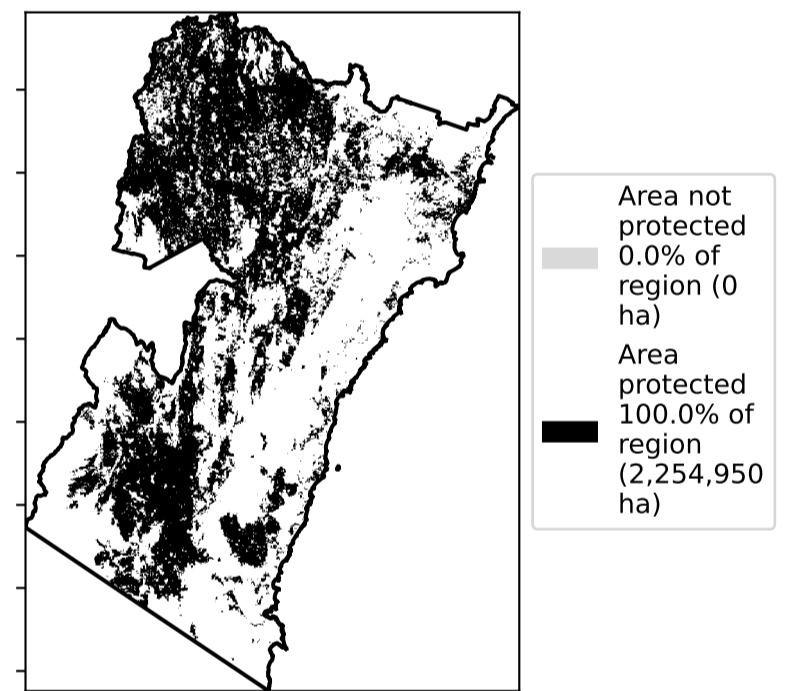 Area not
protected
0.0% of
region (0
ha)
Area
protected
100.0% of
region
(2,254,950
ha)